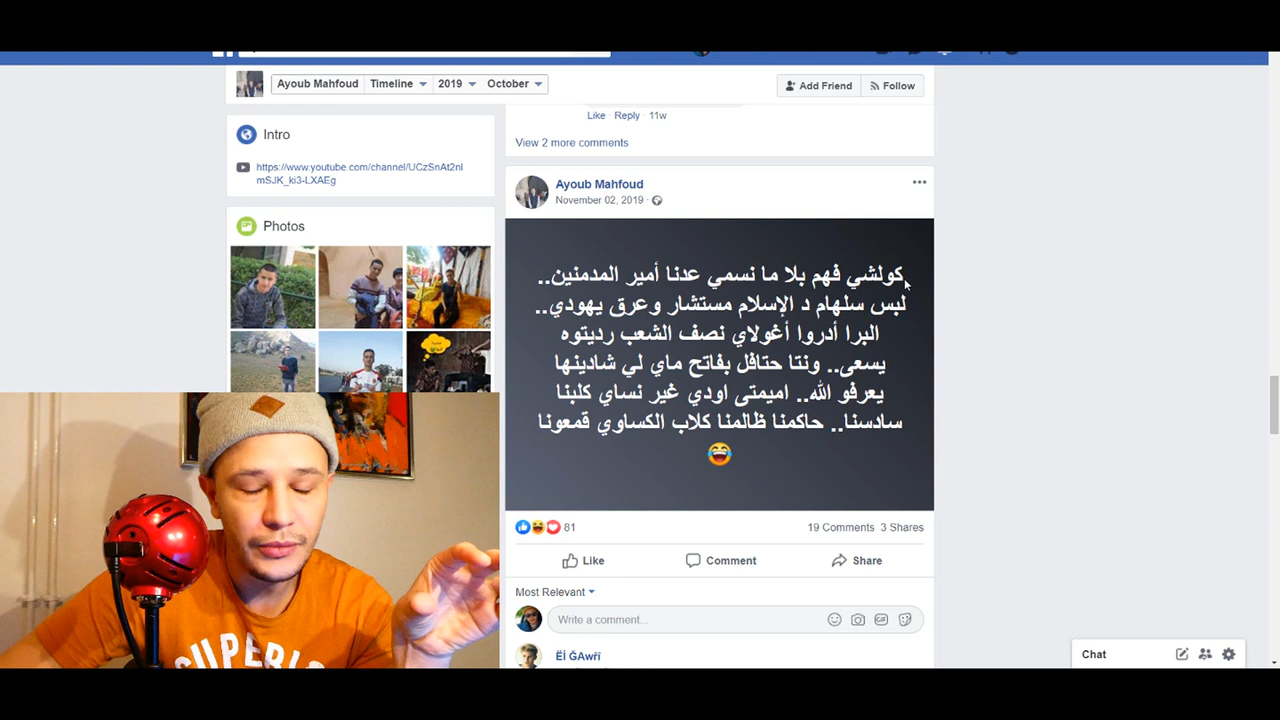 Ayoub Mahfoud
Timeline
2019
October
Add Friend
Follow
Intro
https://www.youtube.com/channel/UCzSnAt2nl
mSJK_ki3-LXAEg
Photos
Like · Reply · 11w
View 2 more comments
Ayoub Mahfoud
November 02, 2019 ·
كولشي فهم بلا ما نسمي عدنا أمير المدمنين..
لبس سلهام د الإسلام مستشار وعرق يهودي..
البرا أدروا أغولاي نصف الشعب رديتوه
يسعى.. ونتا حتافل بفاتح ماي لي شادينها
يعرفو الله.. اميمتى اودي غير نساي كلبنا
سادسنا.. حاكمنا ظالمنا كلاب الكساوي قمعونا
😂
81
19 Comments 3 Shares
Like
Comment
Share
Most Relevant
Write a comment...
GIF
ËÏ ĞAwřï
SUPERI
Chat